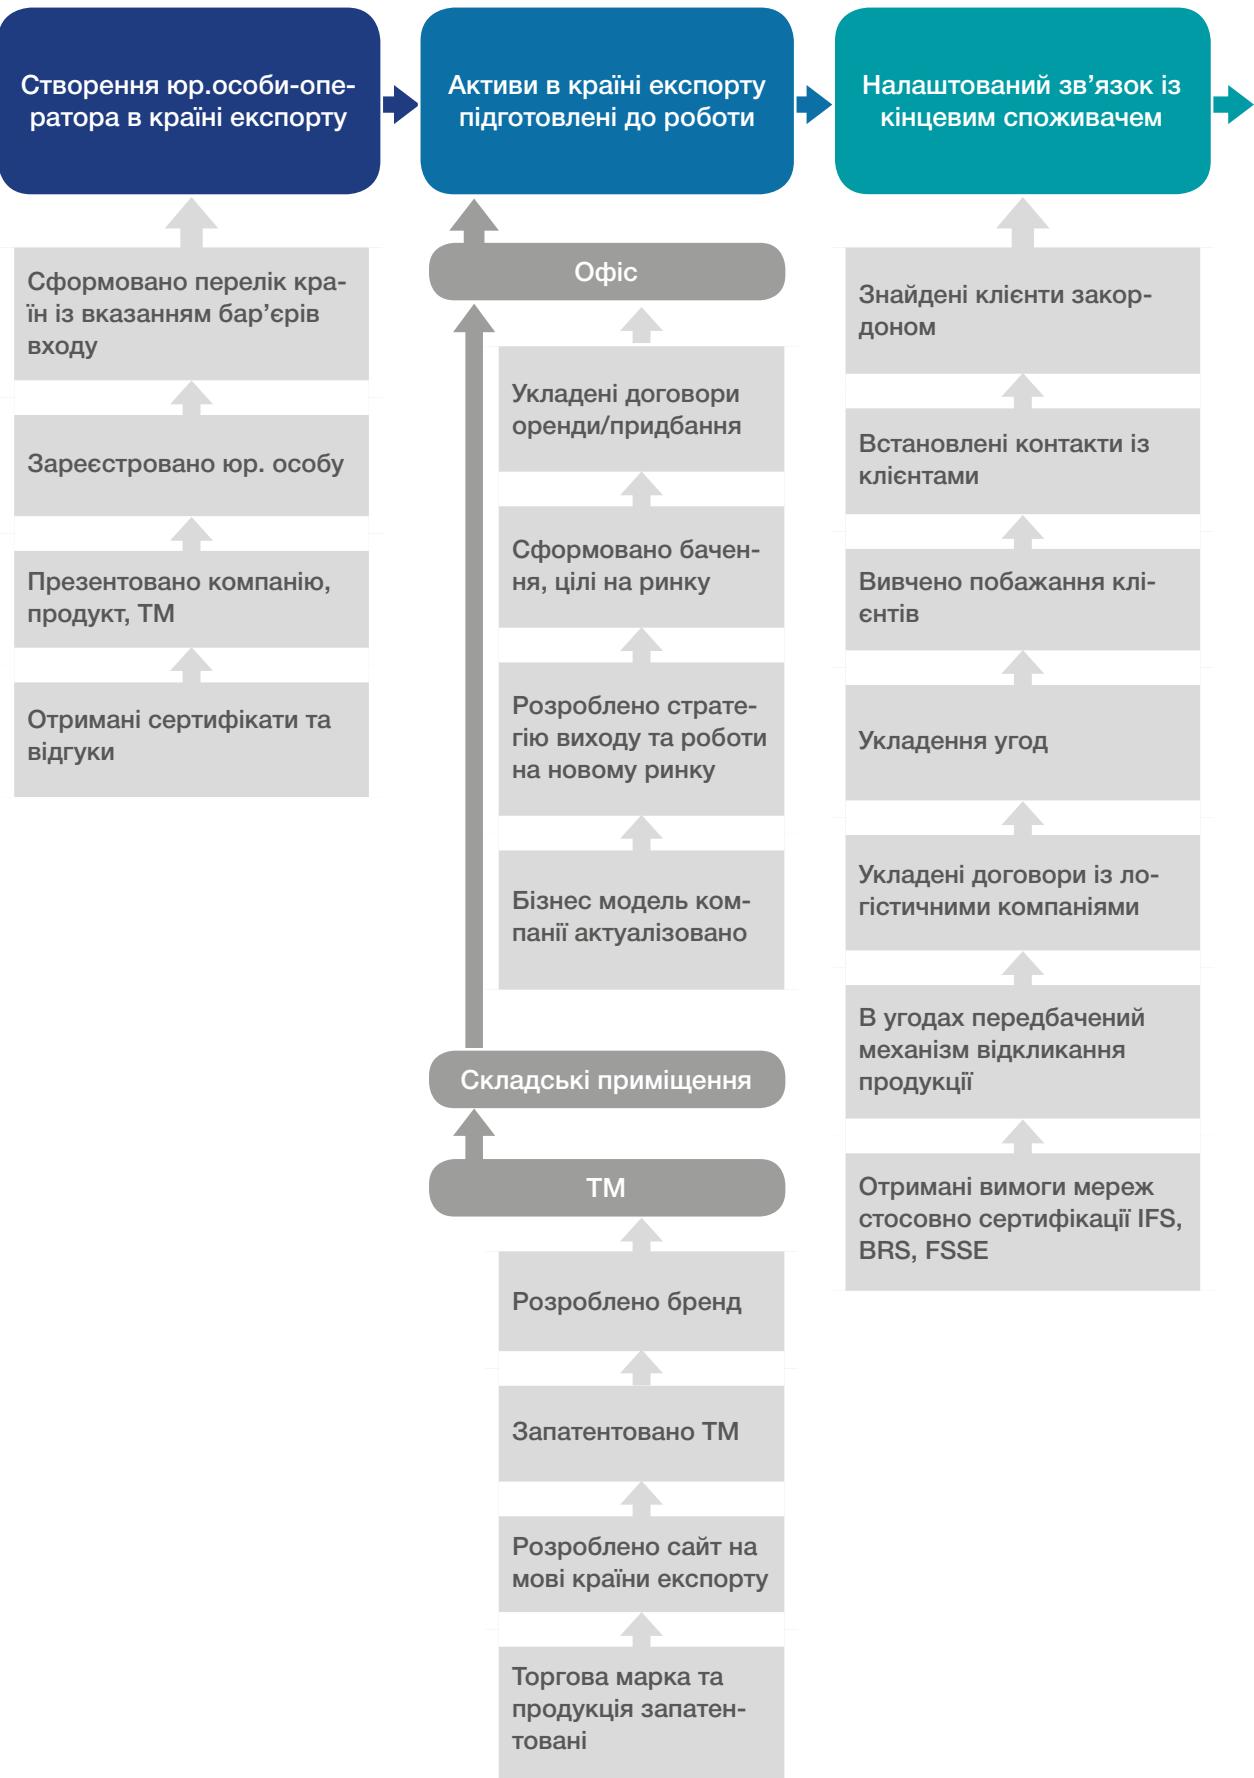 Створення юр.особи-опе-
ратора в країні експорту
Активи в країні експорту
підготовлені до роботи
Налаштований зв’язок із
кінцевим споживачем
Сформовано перелік кра-
їн із вказанням бар’єрів
входу
Зареєстровано юр. особу
Презентовано компанію,
продукт, ТМ
Отримані сертифікати та
відгуки
Офіс
Укладені договори
оренди/придбання
Сформовано бачен-
ня, цілі на ринку
Розроблено страте-
гію виходу та роботи
на новому ринку
Бізнес модель ком-
панії актуалізовано
Складські приміщення
ТМ
Розроблено бренд
Запатентовано ТМ
Розроблено сайт на
мові країни експорту
Торгова марка та
продукція запатен-
товані
Знайдені клієнти закор-
доном
Встановлені контакти із
клієнтами
Вивчено побажання клі-
єнтів
Укладення угод
Укладені договори із ло-
гістичними компаніями
В угодах передбачений
механізм відкликання
продукції
Отримані вимоги мереж
стосовно сертифікації IFS,
BRS, FSSE